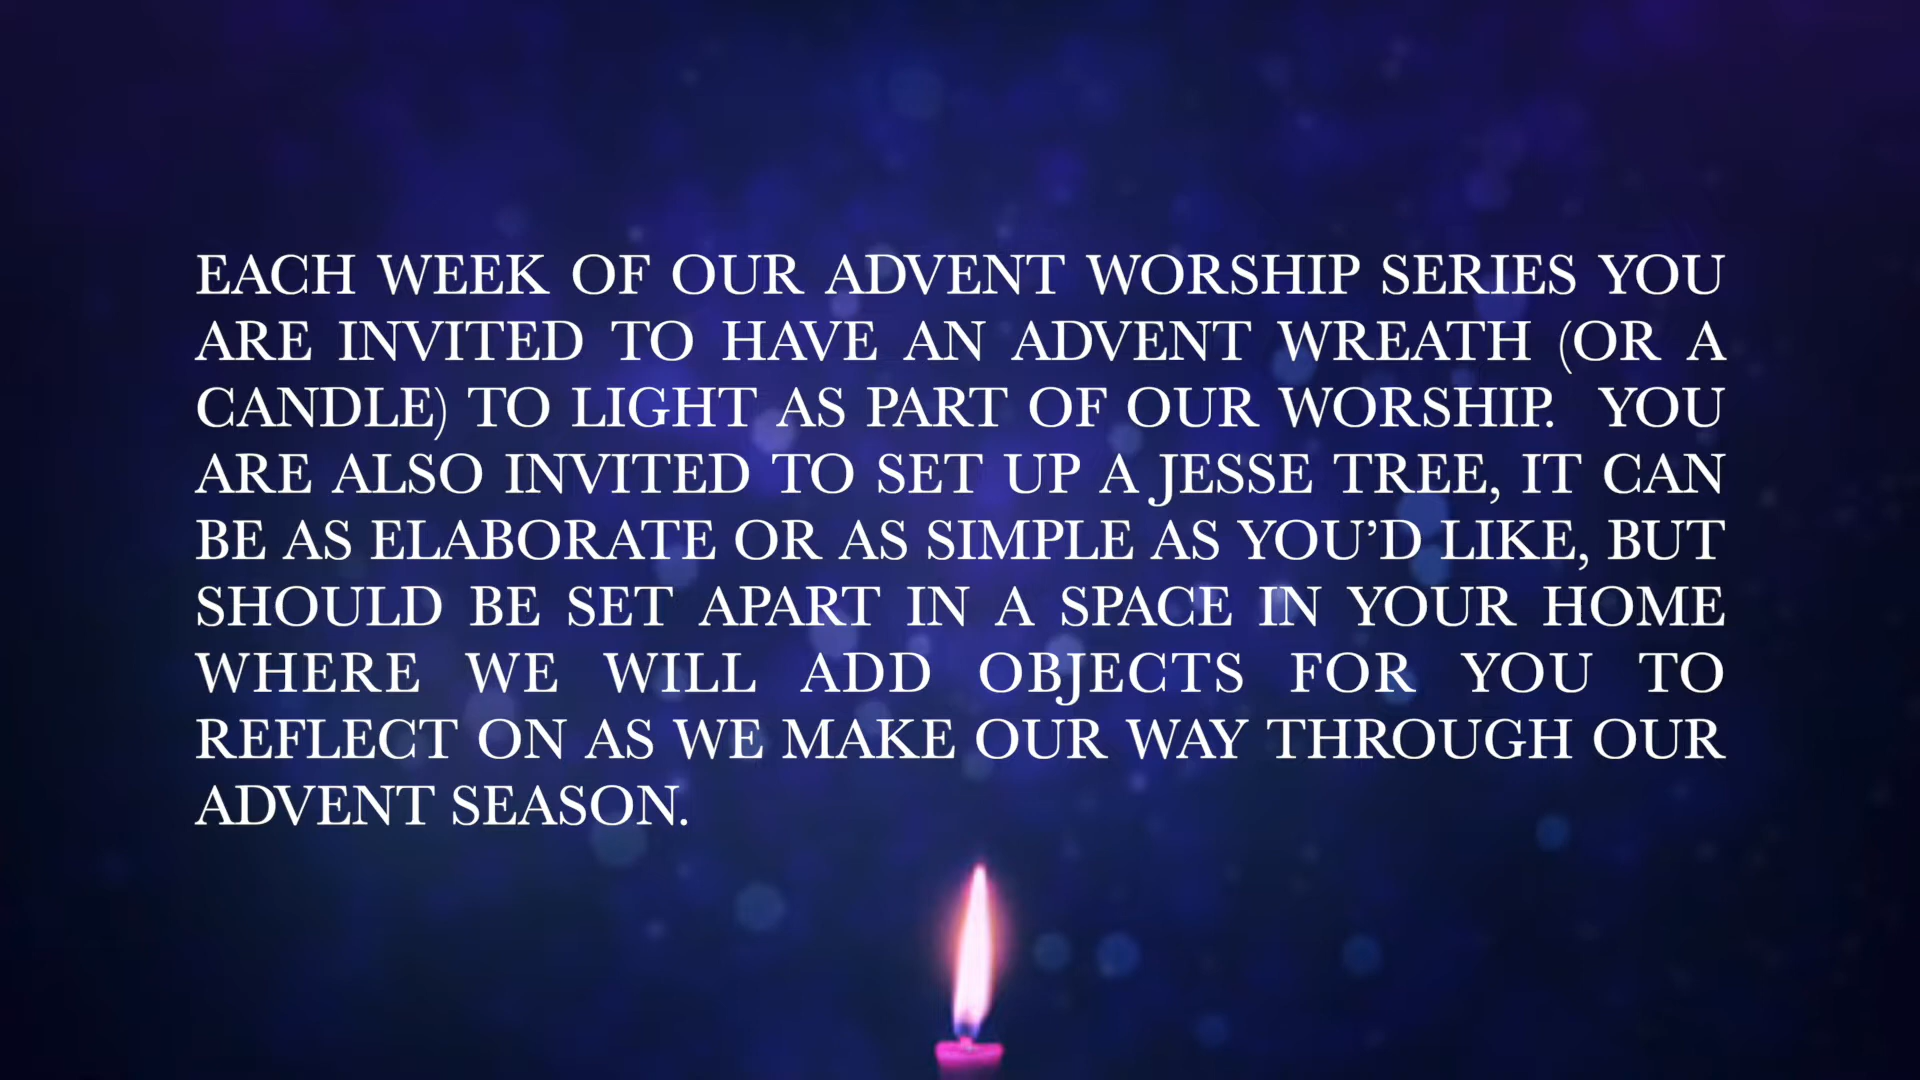 EACH WEEK OF OUR ADVENT WORSHIP SERIES YOU
ARE INVITED TO HAVE AN ADVENT WREATH (OR A
CANDLE) TO LIGHT AS PART OF OUR WORSHIP.  YOU
ARE ALSO INVITED TO SET UP A JESSE TREE, IT CAN
BE AS ELABORATE OR AS SIMPLE AS YOU’D LIKE, BUT
SHOULD BE SET APART IN A SPACE IN YOUR HOME
WHERE WE WILL ADD OBJECTS FOR YOU TO
REFLECT ON AS WE MAKE OUR WAY THROUGH OUR
ADVENT SEASON.